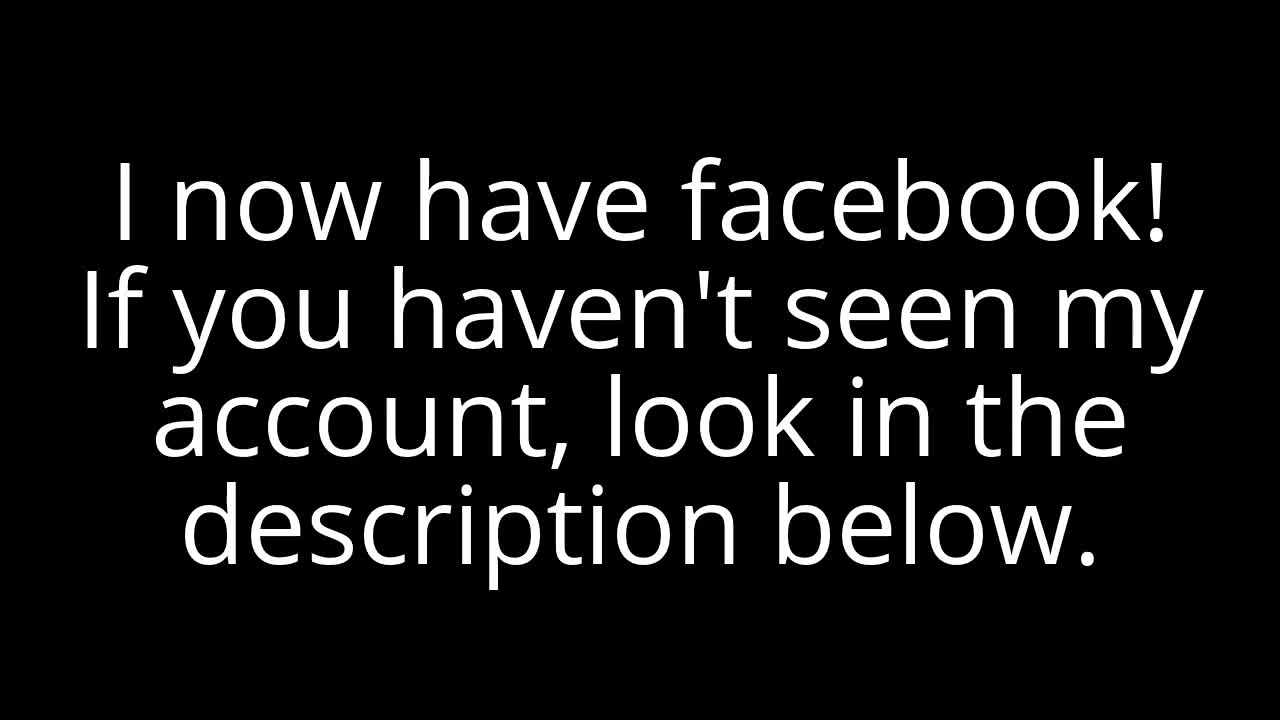 I now have facebook!
If you haven't seen my
account, look in the
description below.